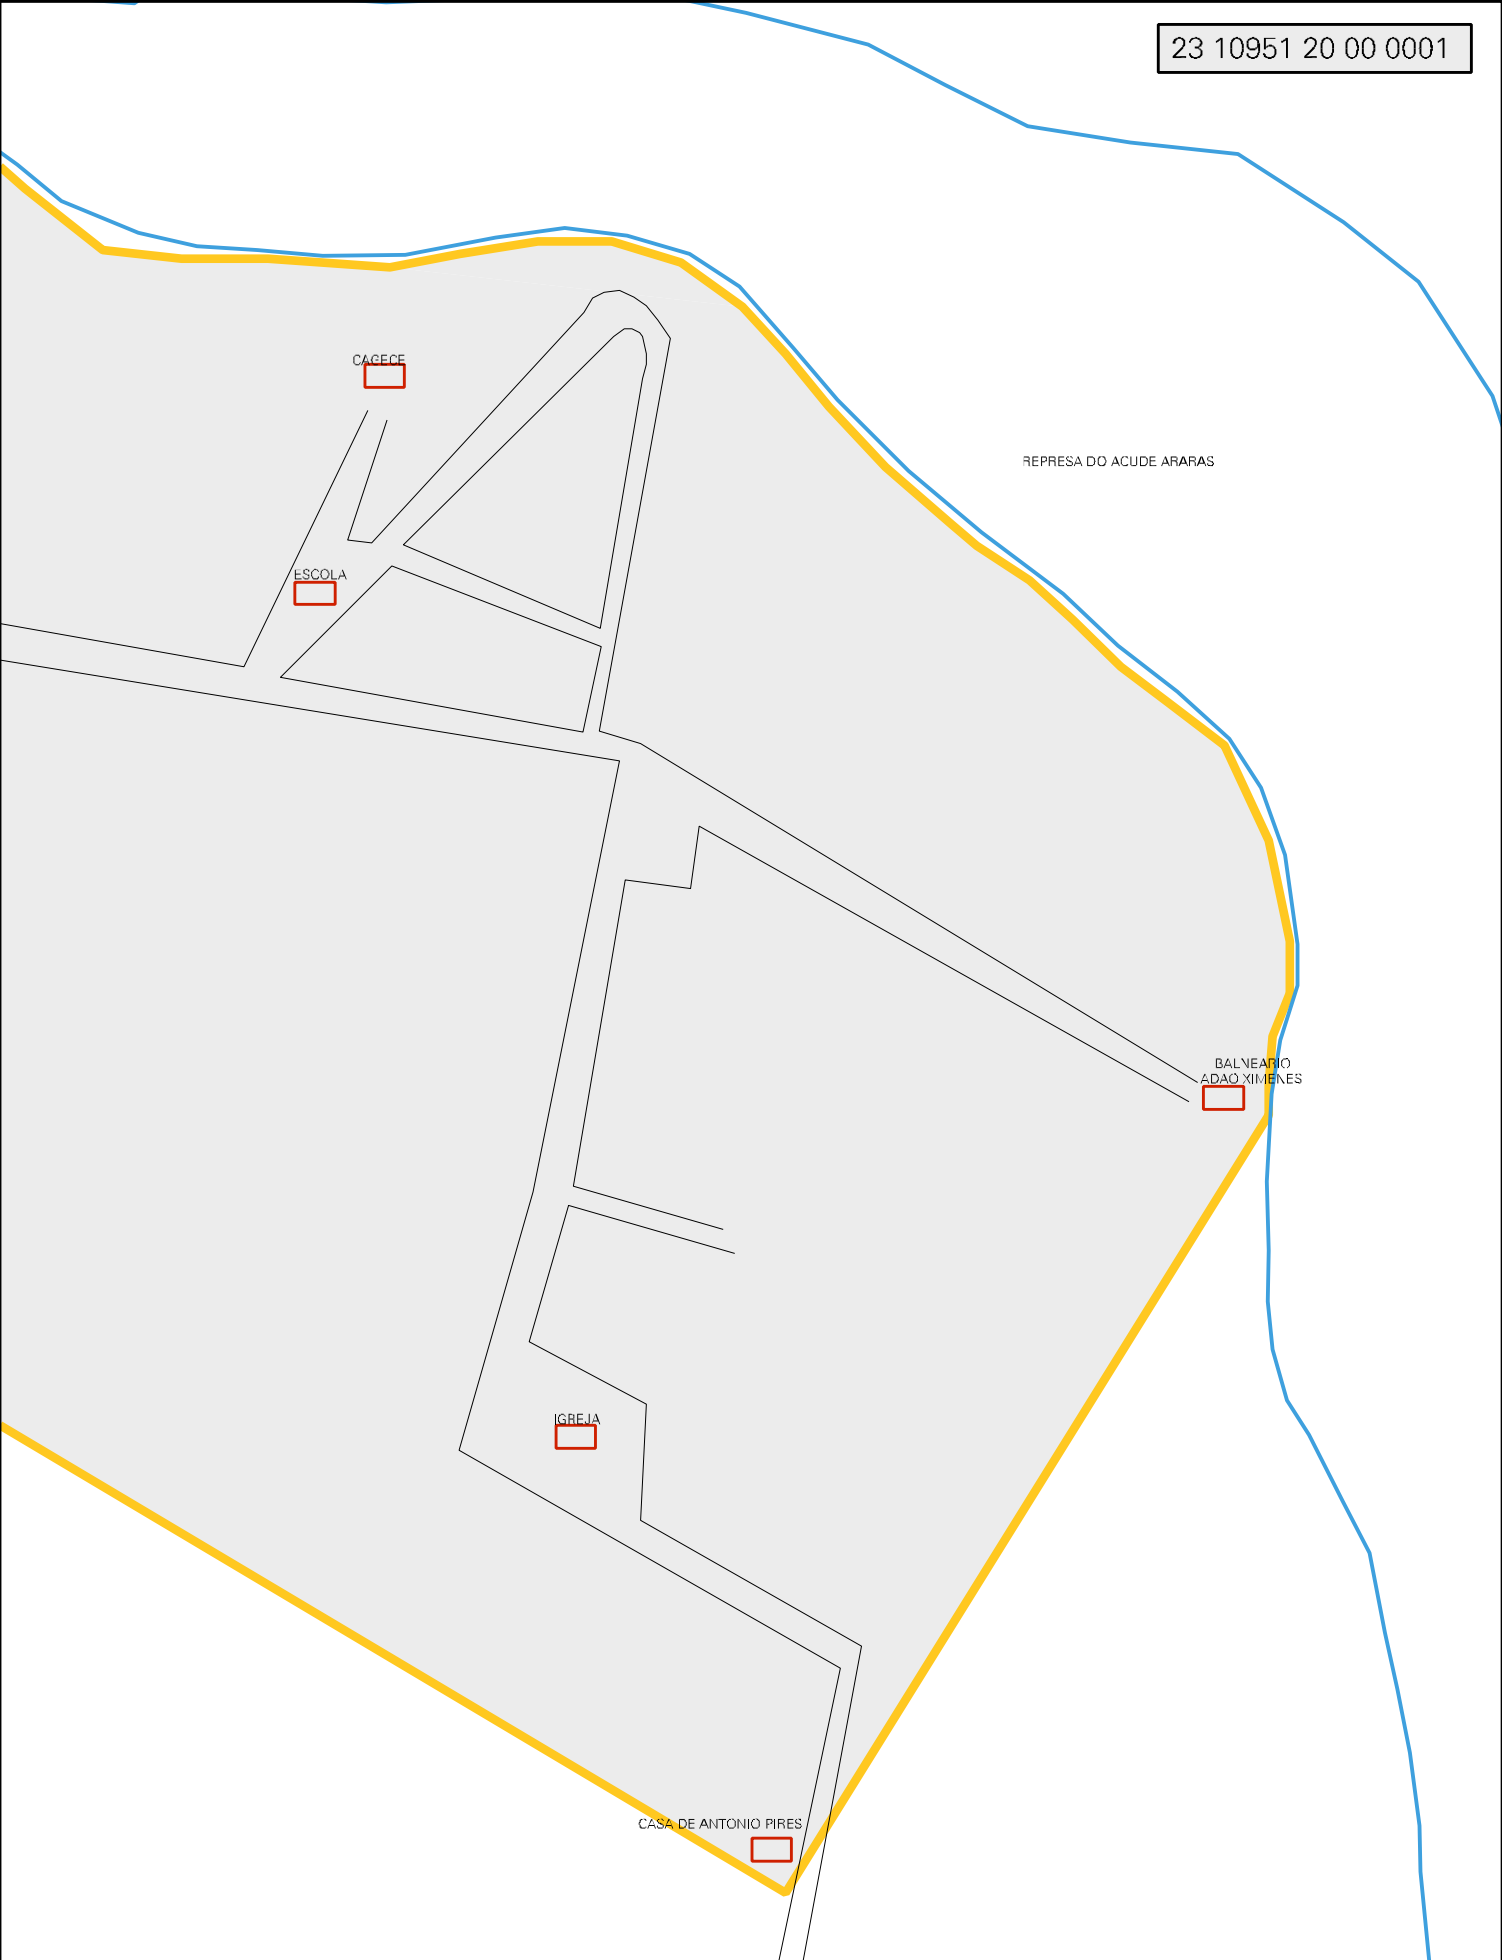 23 10951 20 00 0001
CAGECE
REPRESA DO ACUDE ARARAS
ESCOLA
BALNEARIO
ADAO XIMENES
IGREJA
CASA DE ANTONIO PIRES